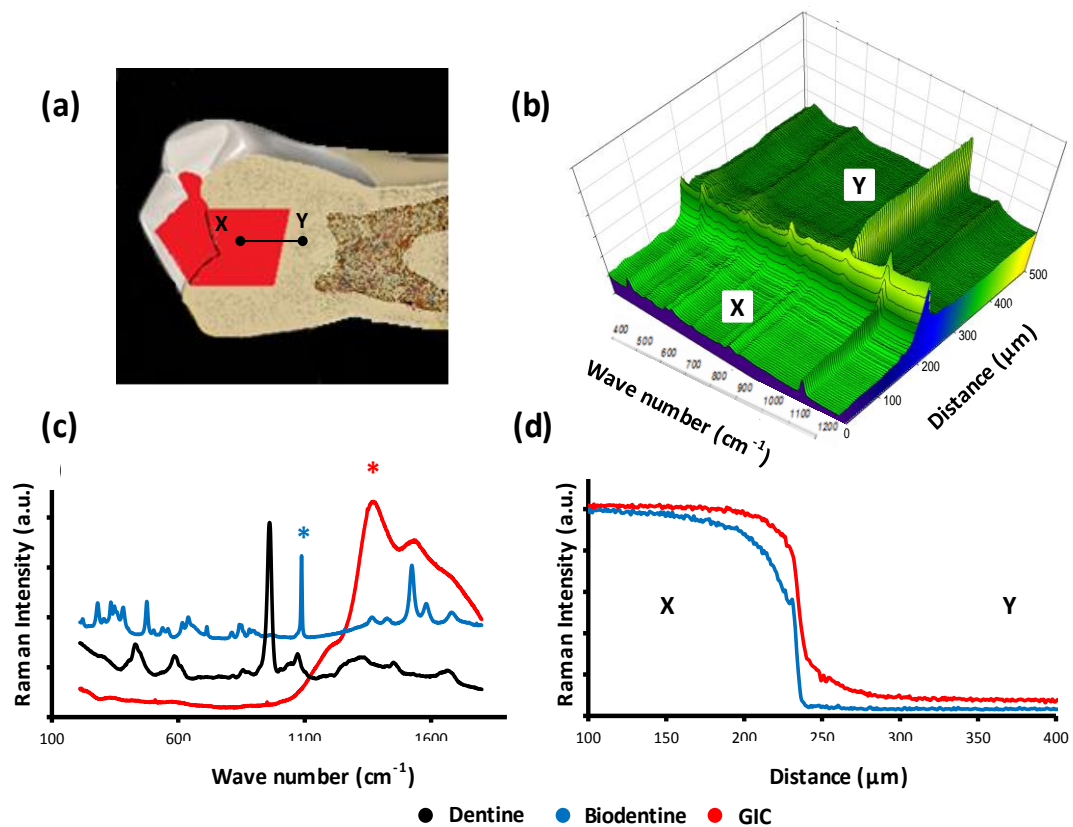 (a)
X
Y
(b)
Y
X
400 500 600 700 800 900 1000 1100 1200
Wave number (cm⁻¹)
0 100 200 300 400 500
Distance (μm)
(c)
*
*
Raman Intensity (a.u.)
100 600 1100 1600
Wave number (cm⁻¹)
(d)
Raman Intensity (a.u.)
X
Y
100 150 200 250 300 350 400
Distance (μm)
Dentine Biodentine GIC